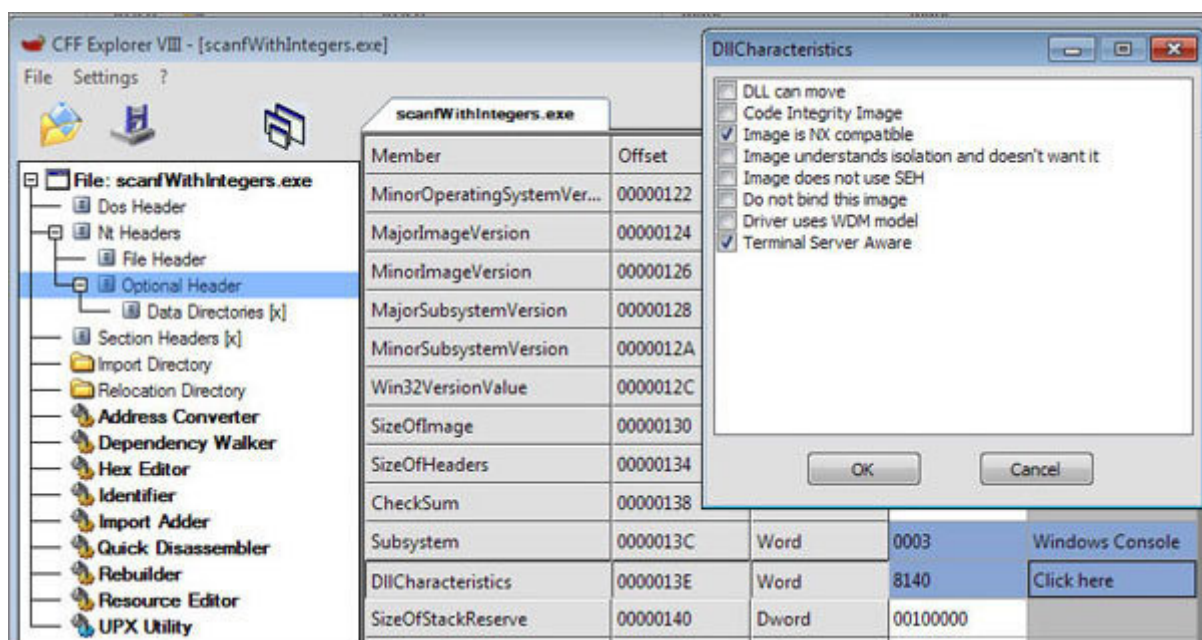 CFF Explorer VIII - [scanfWithIntegers.exe]
File Settings ?
File: scanfWithIntegers.exe
Dos Header
Nt Headers
File Header
Optional Header
Data Directories [x]
Section Headers [x]
Import Directory
Relocation Directory
Address Converter
Dependency Walker
Hex Editor
Identifier
Import Adder
Quick Disassembler
Rebuilder
Resource Editor
UPX Utility
scanfWithIntegers.exe
Member Offset
MinorOperatingSystemVer... 00000122
MajorImageVersion 00000124
MinorImageVersion 00000126
MajorSubsystemVersion 00000128
MinorSubsystemVersion 0000012A
Win32VersionValue 0000012C
SizeOfImage 00000130
SizeOfHeaders 00000134
CheckSum 00000138
Subsystem 0000013C Word 0003 Windows Console
DllCharacteristics 0000013E Word 8140 Click here
SizeOfStackReserve 00000140 Dword 00100000
DllCharacteristics
DLL can move
Code Integrity Image
Image is NX compatible
Image understands isolation and doesn't want it
Image does not use SEH
Do not bind this image
Driver uses WDM model
Terminal Server Aware
OK Cancel